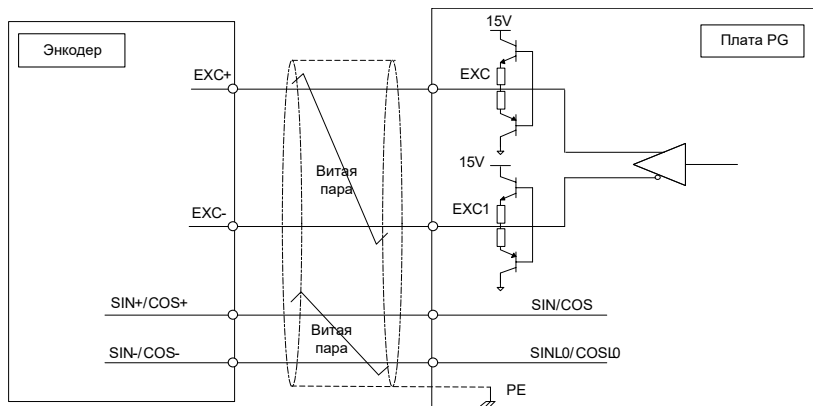 Энкодер
15V
Плата PG
EXC+
EXC
Витая
пара
15V
EXC-
EXC1
SIN+/COS+
SIN/COS
Витая
пара
SIN-/COS-
SINL0/COSL0
PE